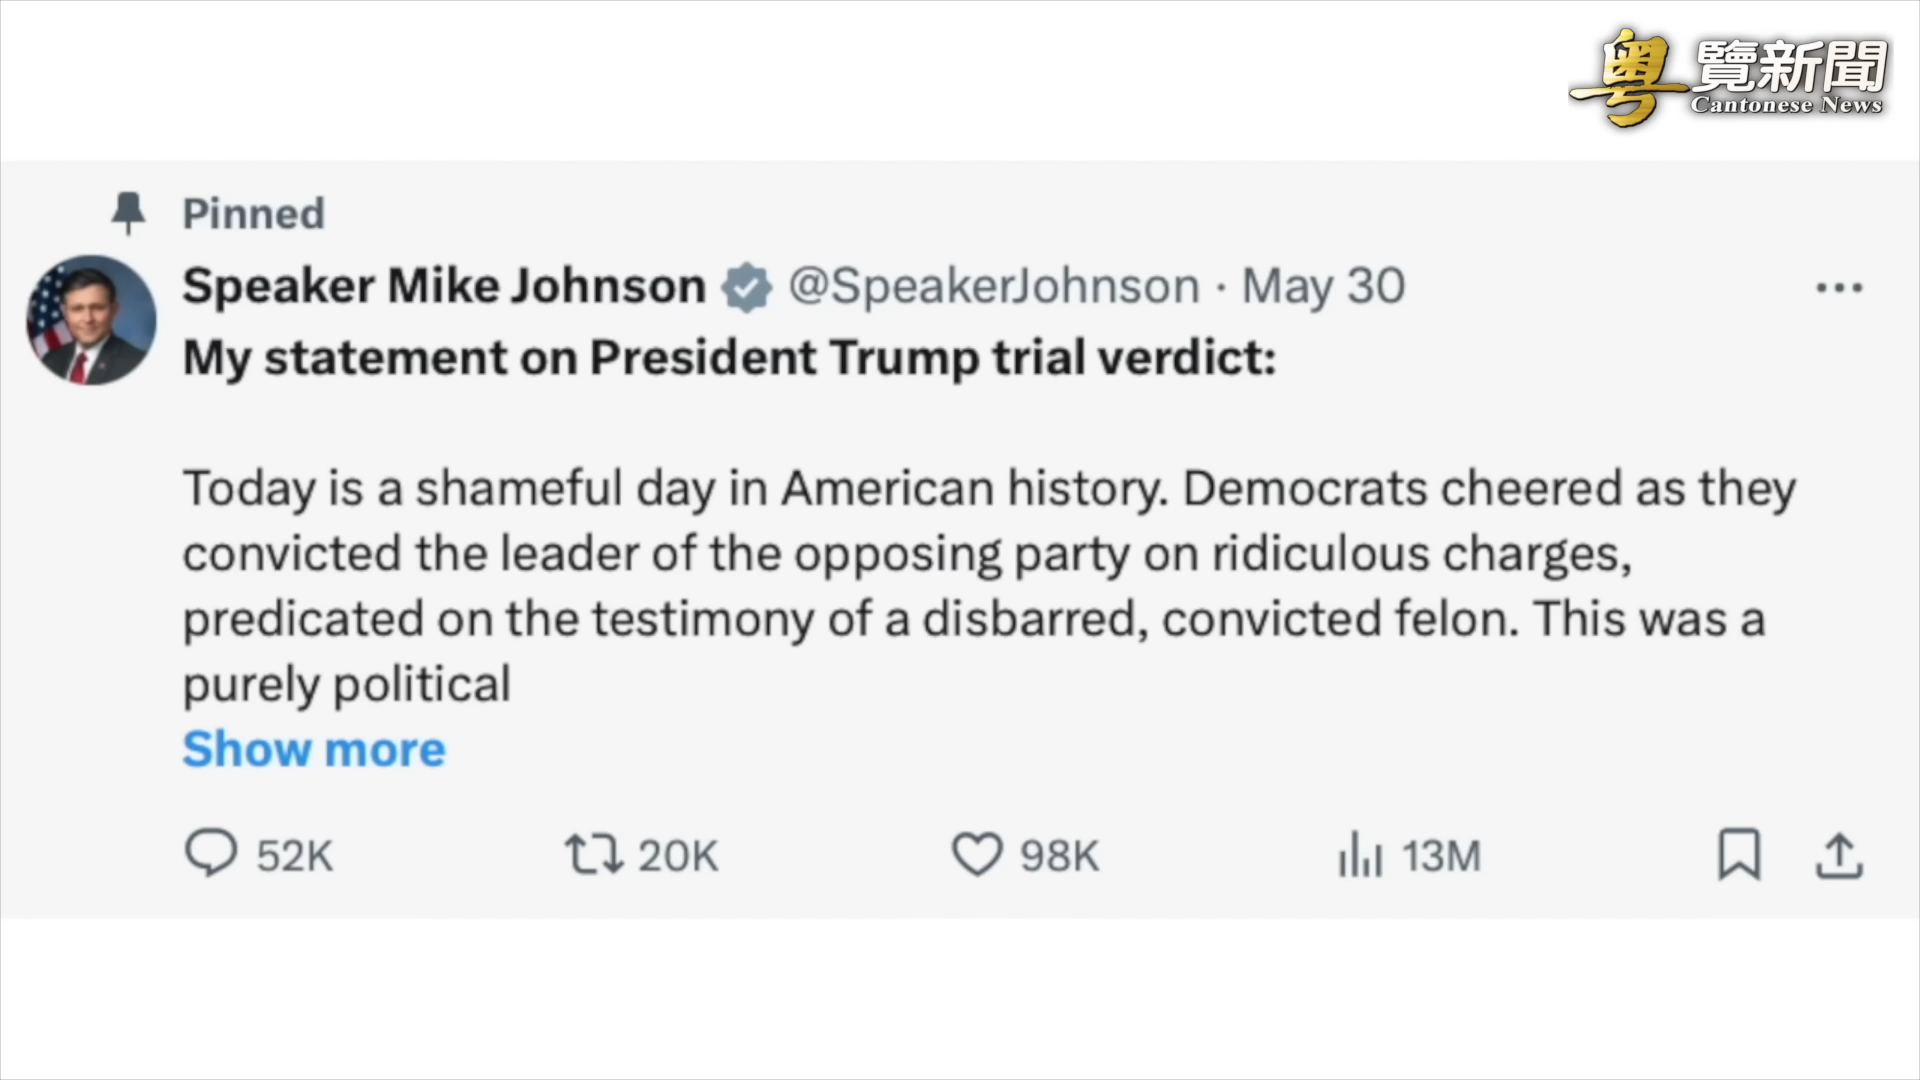 粤覽新聞
Cantonese News
Pinned
Speaker Mike Johnson @SpeakerJohnson · May 30
My statement on President Trump trial verdict:
Today is a shameful day in American history. Democrats cheered as they
convicted the leader of the opposing party on ridiculous charges,
predicated on the testimony of a disbarred, convicted felon. This was a
purely political
Show more
52K 20K 98K 13M